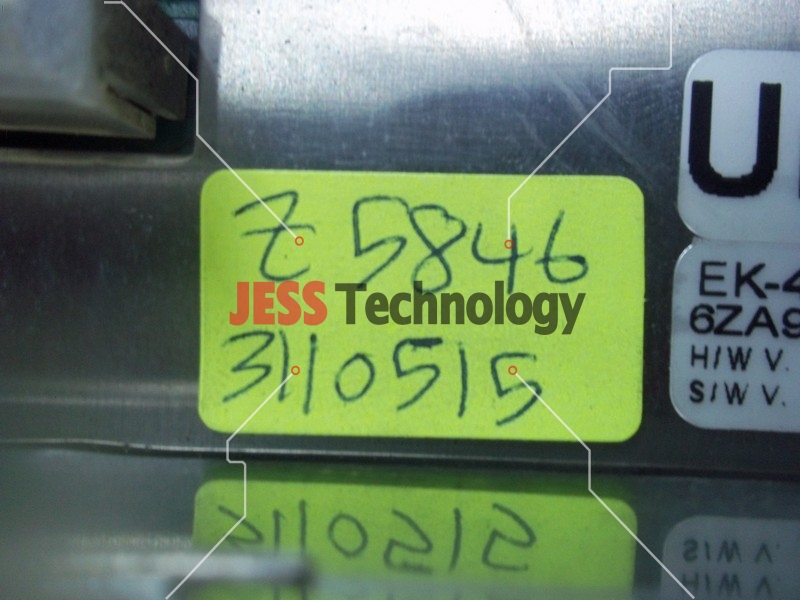 Z 5846
JESS Technology
3110515
U
EK-4
6ZA9
H/W V.
S/W V.